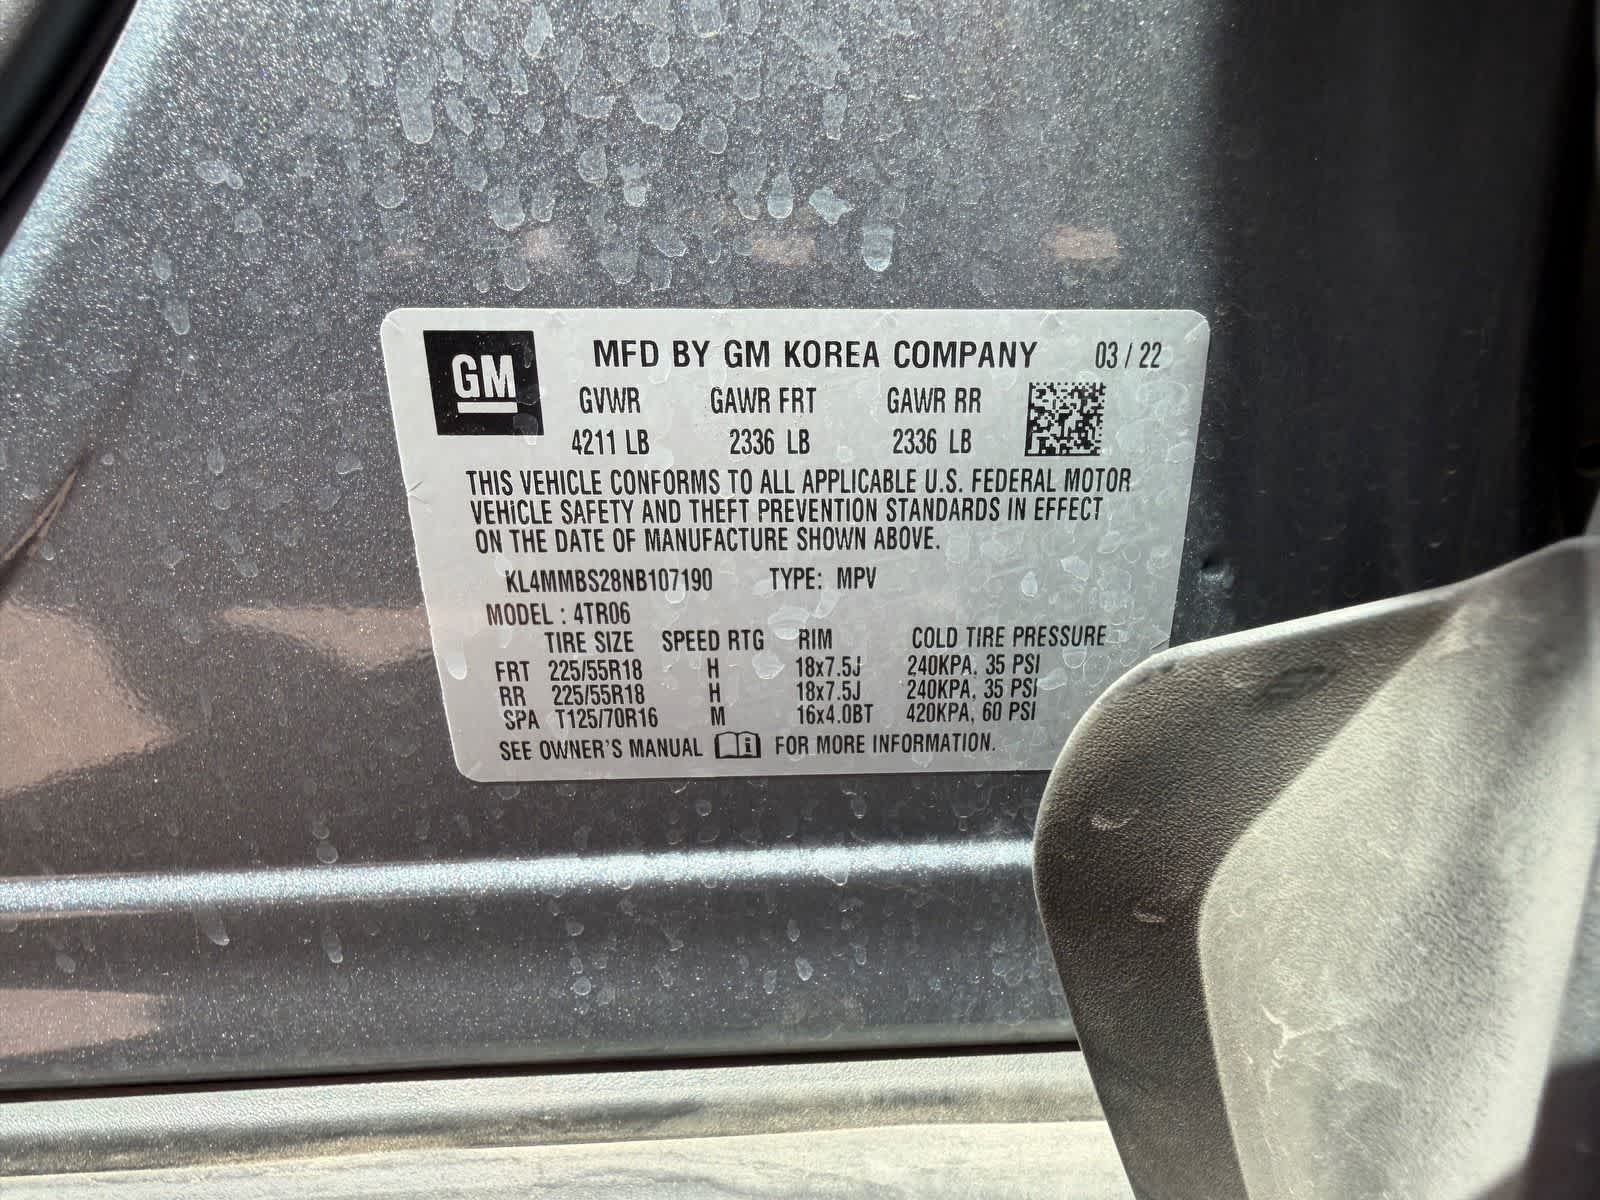 GM
MFD BY GM KOREA COMPANY 03 / 22
GVWR GAWR FRT GAWR RR
4211 LB 2336 LB 2336 LB
THIS VEHICLE CONFORMS TO ALL APPLICABLE U.S. FEDERAL MOTOR
VEHICLE SAFETY AND THEFT PREVENTION STANDARDS IN EFFECT
ON THE DATE OF MANUFACTURE SHOWN ABOVE.
KL4MMBS28NB107190 TYPE: MPV
MODEL : 4TR06
TIRE SIZE SPEED RTG RIM COLD TIRE PRESSURE
FRT 225/55R18 H 18x7.5J 240KPA, 35 PSI
RR 225/55R18 H 18x7.5J 240KPA, 35 PSI
SPA T125/70R16 M 16x4.0BT 420KPA, 60 PSI
SEE OWNER'S MANUAL i FOR MORE INFORMATION.